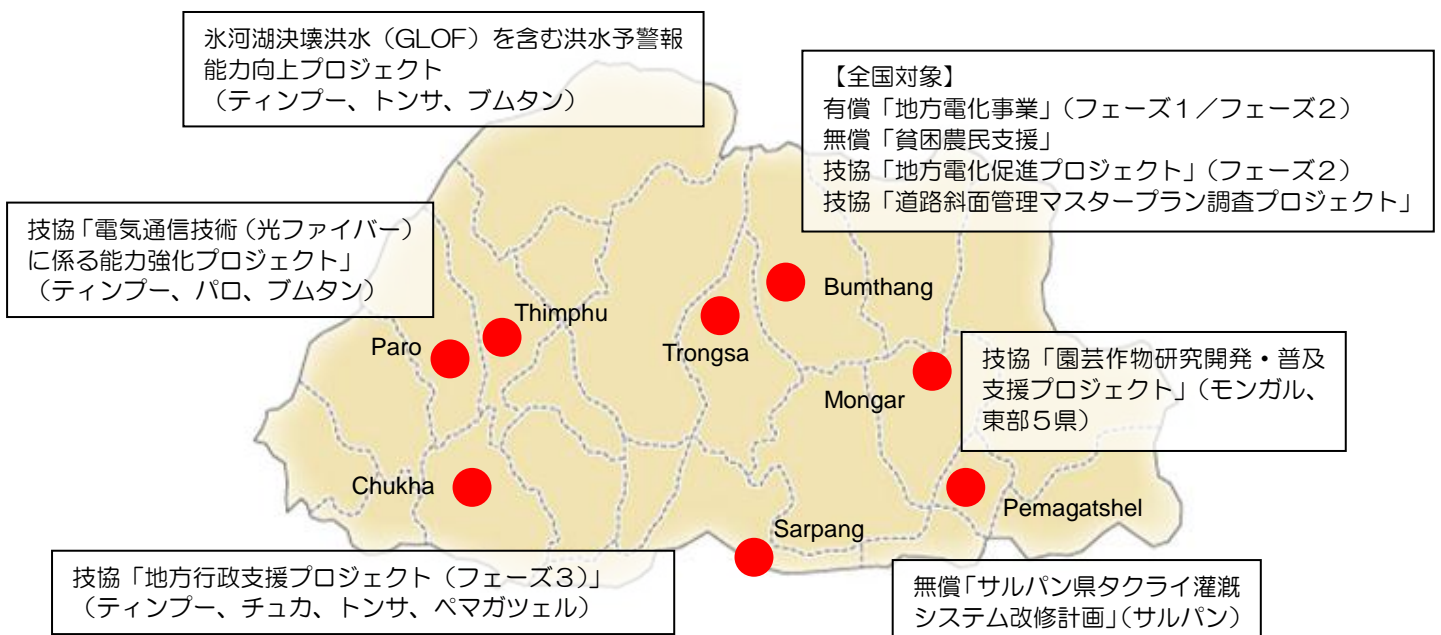 氷河湖決壊洪水（GLOF）を含む洪水予警報
能力向上プロジェクト
（ティンプー、トンサ、ブムタン）
【全国対象】
有償「地方電化事業」（フェーズ１／フェーズ２）
無償「貧困農民支援」
技協「地方電化促進プロジェクト」（フェーズ２）
技協「道路斜面管理マスタープラン調査プロジェクト」
技協「電気通信技術（光ファイバー）
に係る能力強化プロジェクト」
（ティンプー、パロ、ブムタン）
Bumthang
Thimphu
Paro
Trongsa
Mongar
技協「園芸作物研究開発・普及
支援プロジェクト」（モンガル、
東部５県）
Chukha
Pemagatshel
Sarpang
技協「地方行政支援プロジェクト（フェーズ３）」
（ティンプー、チュカ、トンサ、ペマガツェル）
無償「サルパン県タクライ灌漑
システム改修計画」（サルパン）